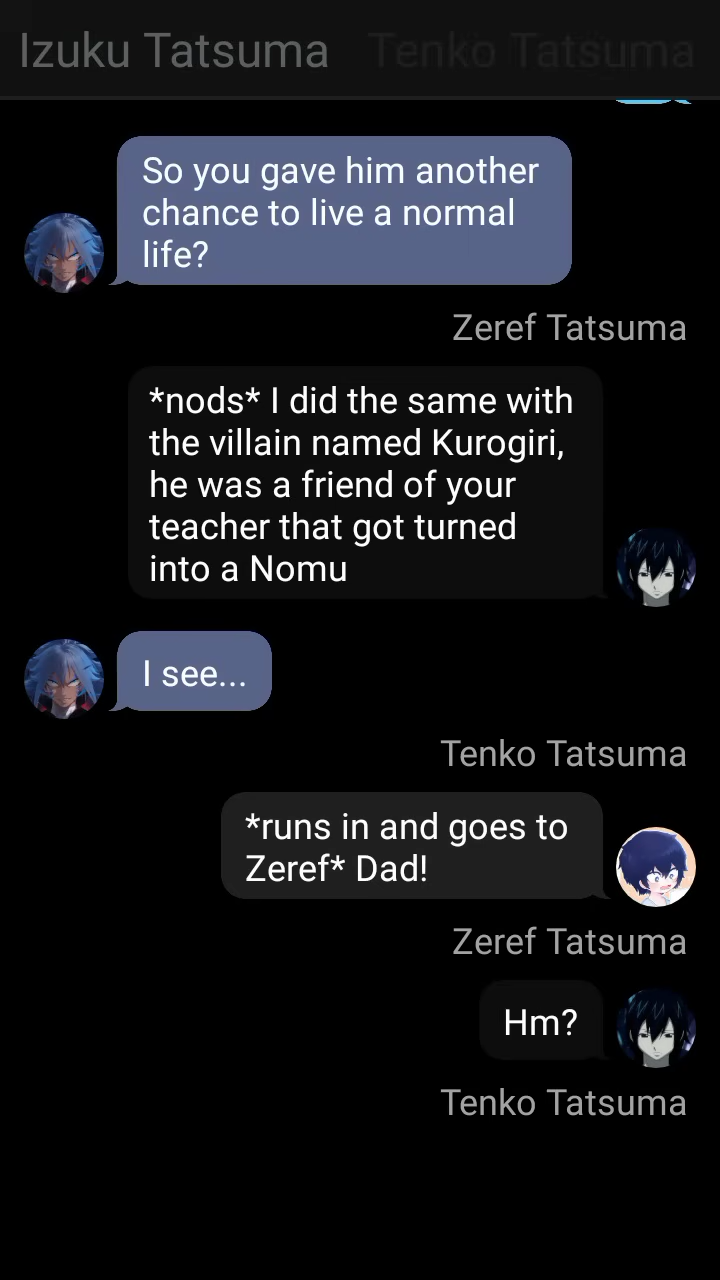 Izuku Tatsuma Tenko Tatsuma
So you gave him another
chance to live a normal
life?
Zeref Tatsuma
*nods* I did the same with
the villain named Kurogiri,
he was a friend of your
teacher that got turned
into a Nomu
I see...
Tenko Tatsuma
*runs in and goes to
Zeref* Dad!
Zeref Tatsuma
Hm?
Tenko Tatsuma